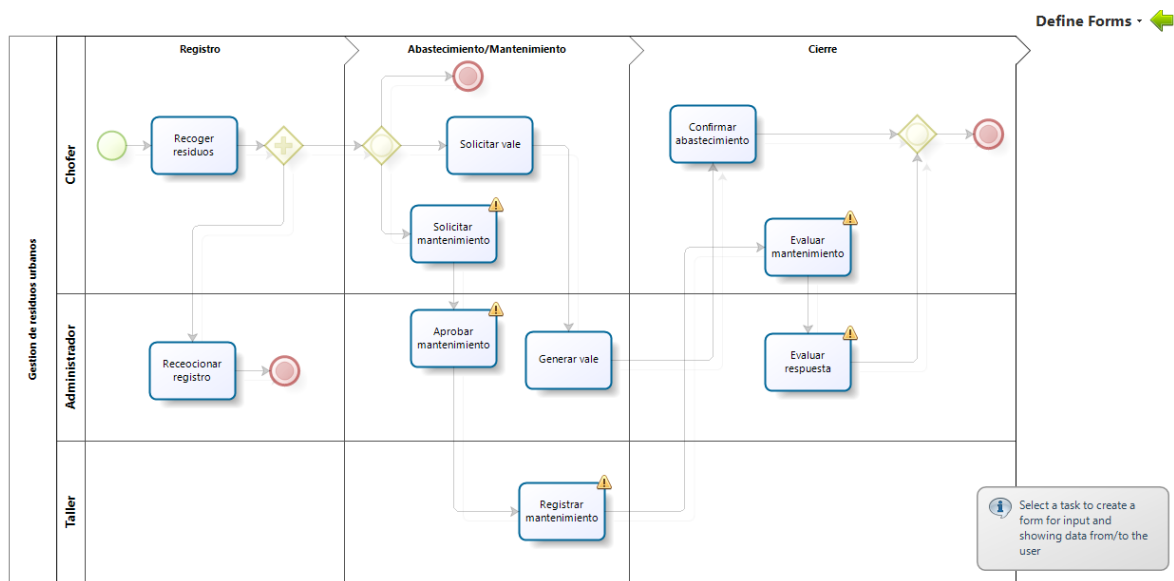 Define Forms
Registro
Abastecimiento/Mantenimiento
Cierre
Gestion de residuos urbanos
Chofer
Recoger
residuos
Solicitar vale
Confirmar
abastecimiento
Solicitar
mantenimiento
Evaluar
mantenimiento
Administrador
Receocionar
registro
Aprobar
mantenimiento
Generar vale
Evaluar
respuesta
Taller
Registrar
mantenimiento
Select a task to create a
form for input and
showing data from/to the
user